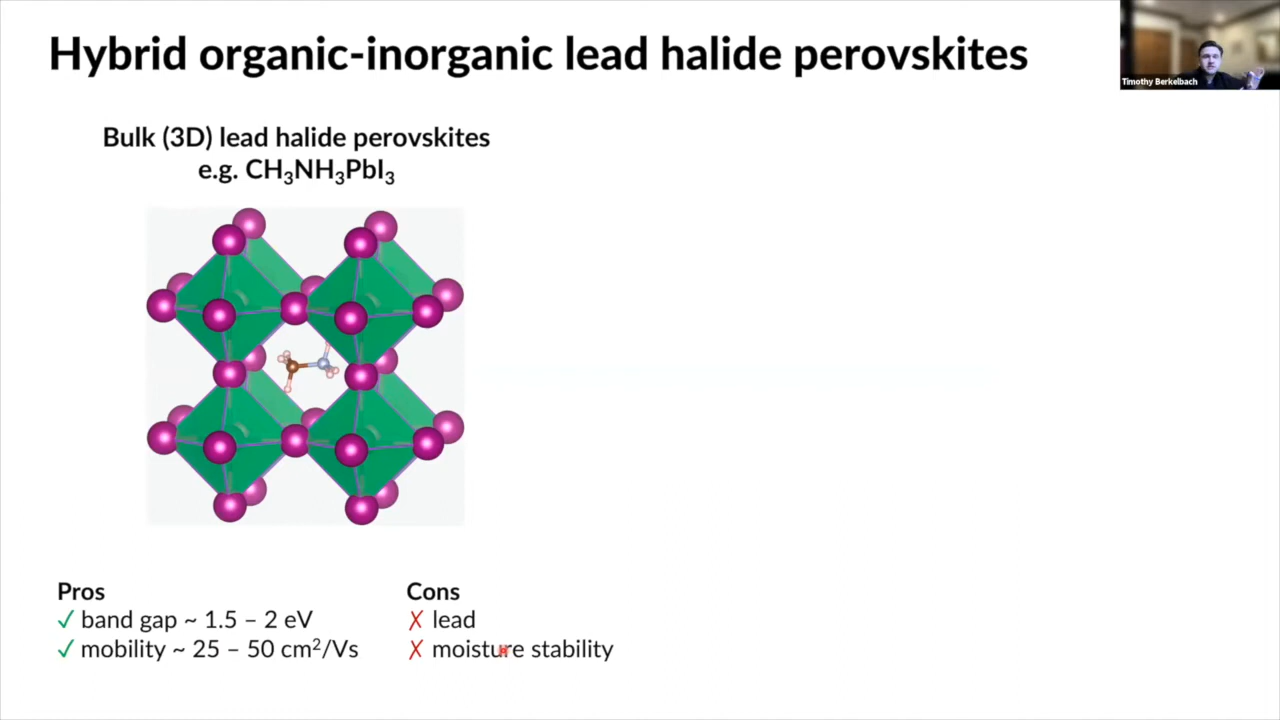 Hybrid organic-inorganic lead halide perovskites
Timothy Berkelbach
Bulk (3D) lead halide perovskites
e.g. CH₃NH₃PbI₃
Pros
✓ band gap ~ 1.5 – 2 eV
✓ mobility ~ 25 – 50 cm²/Vs
Cons
✗ lead
✗ moisture stability